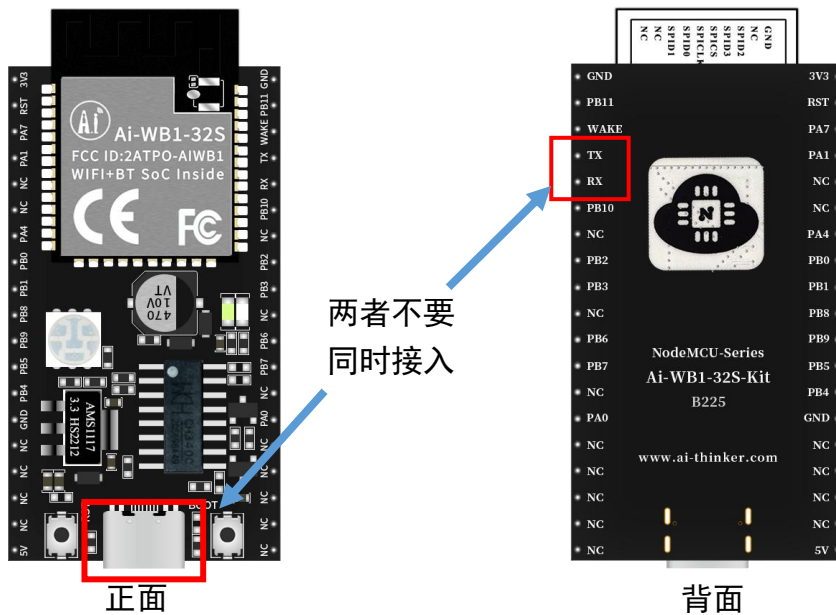 3V3
RST
PA7
PA1
NC
NC
PA4
PB0
PB1
PB8
PB9
PB5
PB4
GND
NC
NC
NC
NC
5V
Ai
Ai-WB1-32S
FCC ID:2ATPO-AIWB1
WIFI+BT SoC Inside
CE
FC
470
10V
VT
AMS1117
3.3 HS2212
BOOT
GND
PB11
WAKE
TX
RX
PB10
NC
PB2
PB3
NC
PB6
PB7
NC
PA0
NC
NC
NC
NC
NC
正面
两者不要
同时接入
NC
NC
SPID1
SPID0
SPICLK
SPICS
SPID3
SPID2
NC
GND
GND
PB11
WAKE
TX
RX
PB10
NC
PB2
PB3
NC
PB6
PB7
NC
PA0
NC
NC
NC
NC
NC
NodeMCU-Series
Ai-WB1-32S-Kit
B225
www.ai-thinker.com
3V3
RST
PA7
PA1
NC
NC
PA4
PB0
PB1
PB8
PB9
PB5
PB4
GND
NC
NC
NC
NC
5V
背面